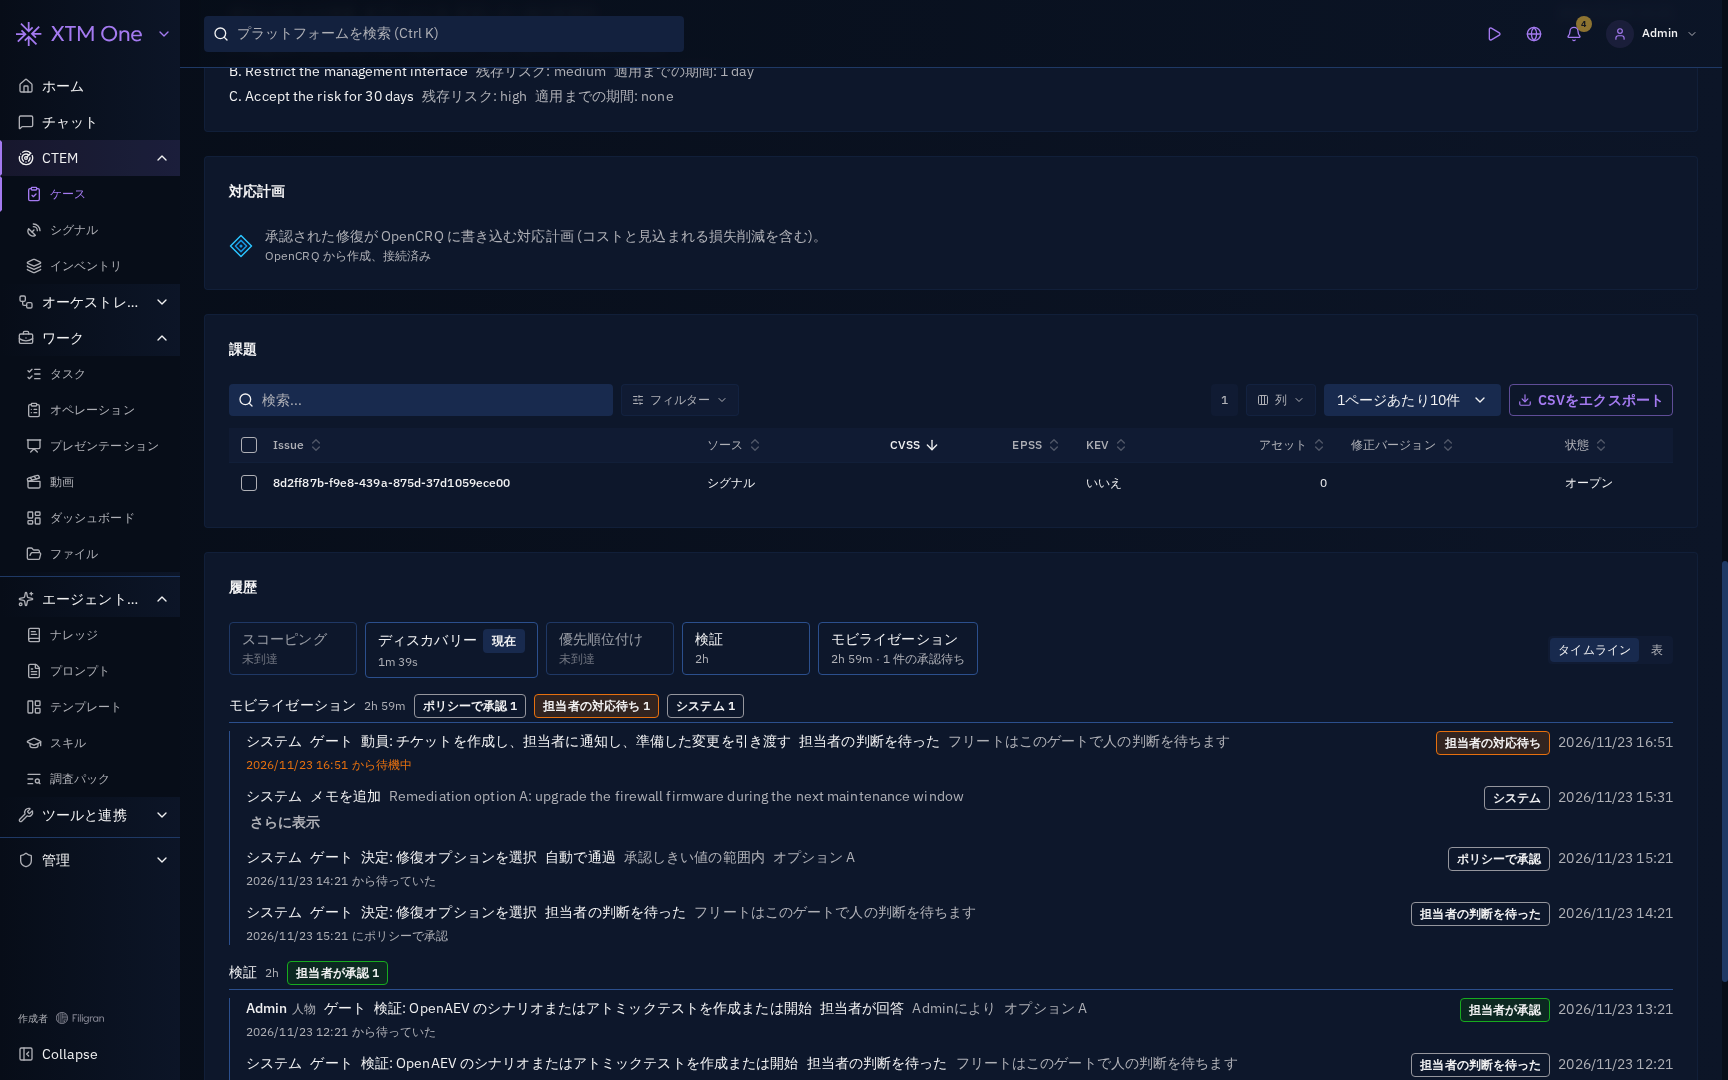 XTM One
プラットフォームを検索 (Ctrl K)
4
Admin
ホーム
チャット
CTEM
ケース
シグナル
インベントリ
オーケストレ...
ワーク
タスク
オペレーション
プレゼンテーション
動画
ダッシュボード
ファイル
エージェント...
ナレッジ
プロンプト
テンプレート
スキル
調査パック
ツールと連携
管理
作成者 Filigran
Collapse
B. Restrict the management interface 残存リスク: medium 適用までの期間: 1 day
C. Accept the risk for 30 days 残存リスク: high 適用までの期間: none
対応計画
承認された修復が OpenCRQ に書き込む対応計画 (コストと見込まれる損失削減を含む)。
OpenCRQ から作成、接続済み
課題
検索...
フィルター
1
列
1ページあたり10件
CSVをエクスポート
Issue ソース CVSS EPSS KEV アセット 修正バージョン 状態
8d2ff87b-f9e8-439a-875d-37d1059ece00 シグナル いいえ 0 オープン
履歴
スコーピング
未到達
ディスカバリー 現在
1m 39s
優先順位付け
未到達
検証
2h
モビライゼーション
2h 59m · 1 件の承認待ち
タイムライン 表
モビライゼーション 2h 59m ポリシーで承認 1 担当者の対応待ち 1 システム 1
システム ゲート 動員: チケットを作成し、担当者に通知し、準備した変更を引き渡す 担当者の判断を待った フリートはこのゲートで人の判断を待ちます 担当者の対応待ち 2026/11/23 16:51
2026/11/23 16:51 から待機中
システム メモを追加 Remediation option A: upgrade the firewall firmware during the next maintenance window システム 2026/11/23 15:31
さらに表示
システム ゲート 決定: 修復オプションを選択 自動で通過 承認しきい値の範囲内 オプション A ポリシーで承認 2026/11/23 15:21
2026/11/23 14:21 から待っていた
システム ゲート 決定: 修復オプションを選択 担当者の判断を待った フリートはこのゲートで人の判断を待ちます 担当者の判断を待った 2026/11/23 14:21
2026/11/23 15:21 にポリシーで承認
検証 2h 担当者が承認 1
Admin 人物 ゲート 検証: OpenAEV のシナリオまたはアトミックテストを作成または開始 担当者が回答 Adminにより オプション A 担当者が承認 2026/11/23 13:21
2026/11/23 12:21 から待っていた
システム ゲート 検証: OpenAEV のシナリオまたはアトミックテストを作成または開始 担当者の判断を待った フリートはこのゲートで人の判断を待ちます 担当者の判断を待った 2026/11/23 12:21